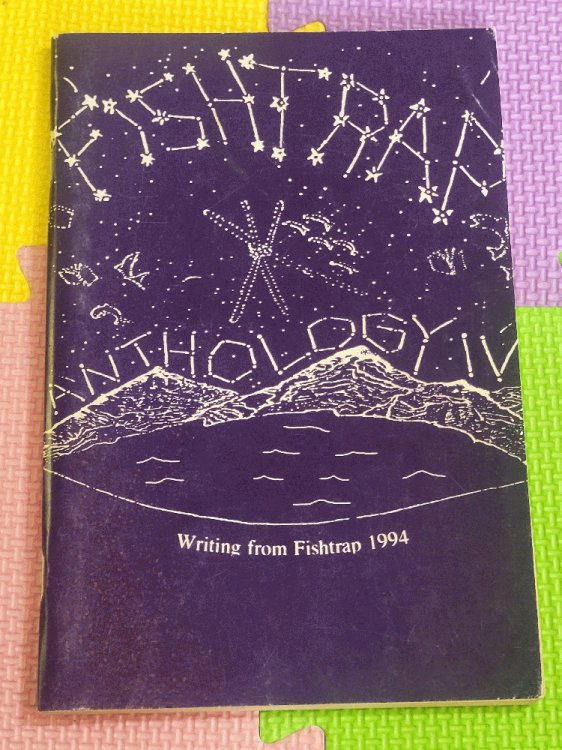 FISHTRAP
ANTHOLOGY IV
Writing from Fishtrap 1994